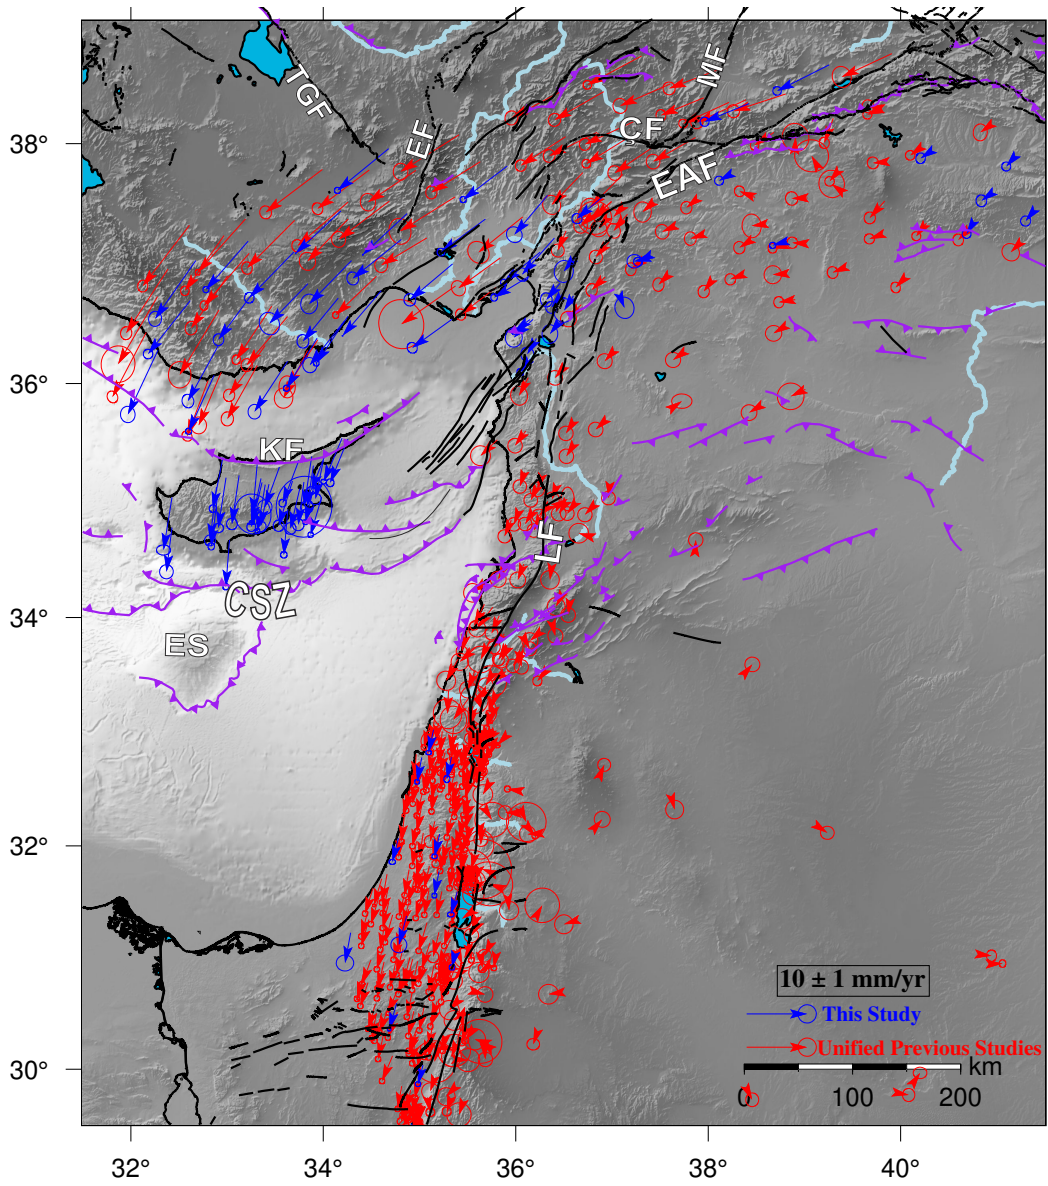 MF
TGF
EF
CF
38°
EAF
36°
KF
LF
CSZ
34°
ES
32°
10 ± 1 mm/yr
This Study
Unified Previous Studies
30°
km
0
100
200
32°
34°
36°
38°
40°